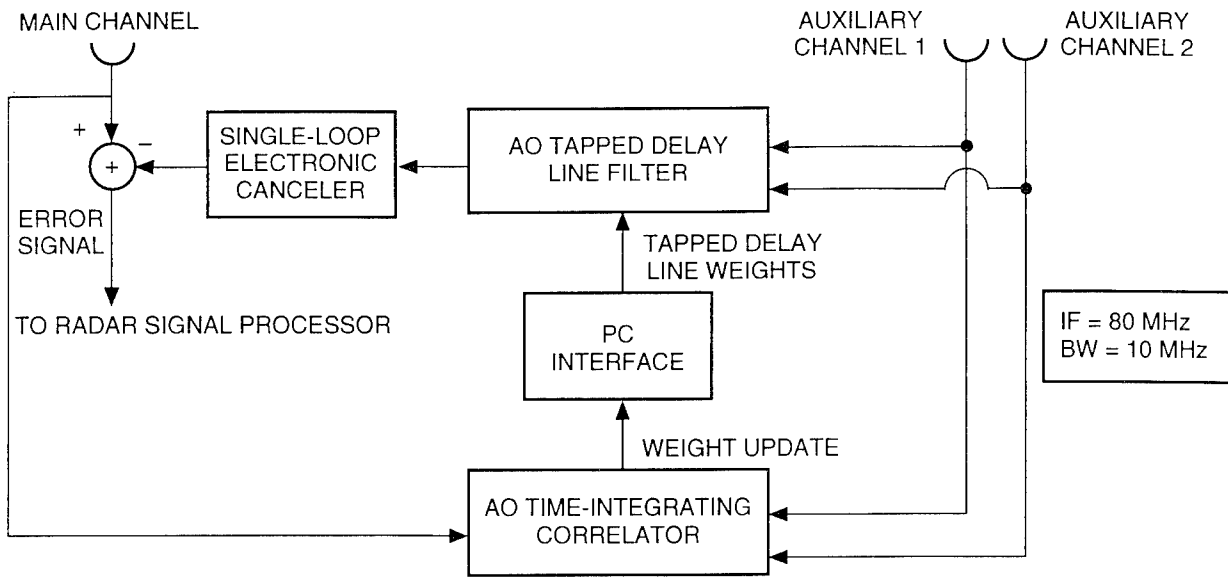 MAIN CHANNEL
AUXILIARY
CHANNEL 1
AUXILIARY
CHANNEL 2
+
−
+
SINGLE-LOOP
ELECTRONIC
CANCELER
AO TAPPED DELAY
LINE FILTER
ERROR
SIGNAL
TAPPED DELAY
LINE WEIGHTS
TO RADAR SIGNAL PROCESSOR
PC
INTERFACE
IF = 80 MHz
BW = 10 MHz
WEIGHT UPDATE
AO TIME-INTEGRATING
CORRELATOR